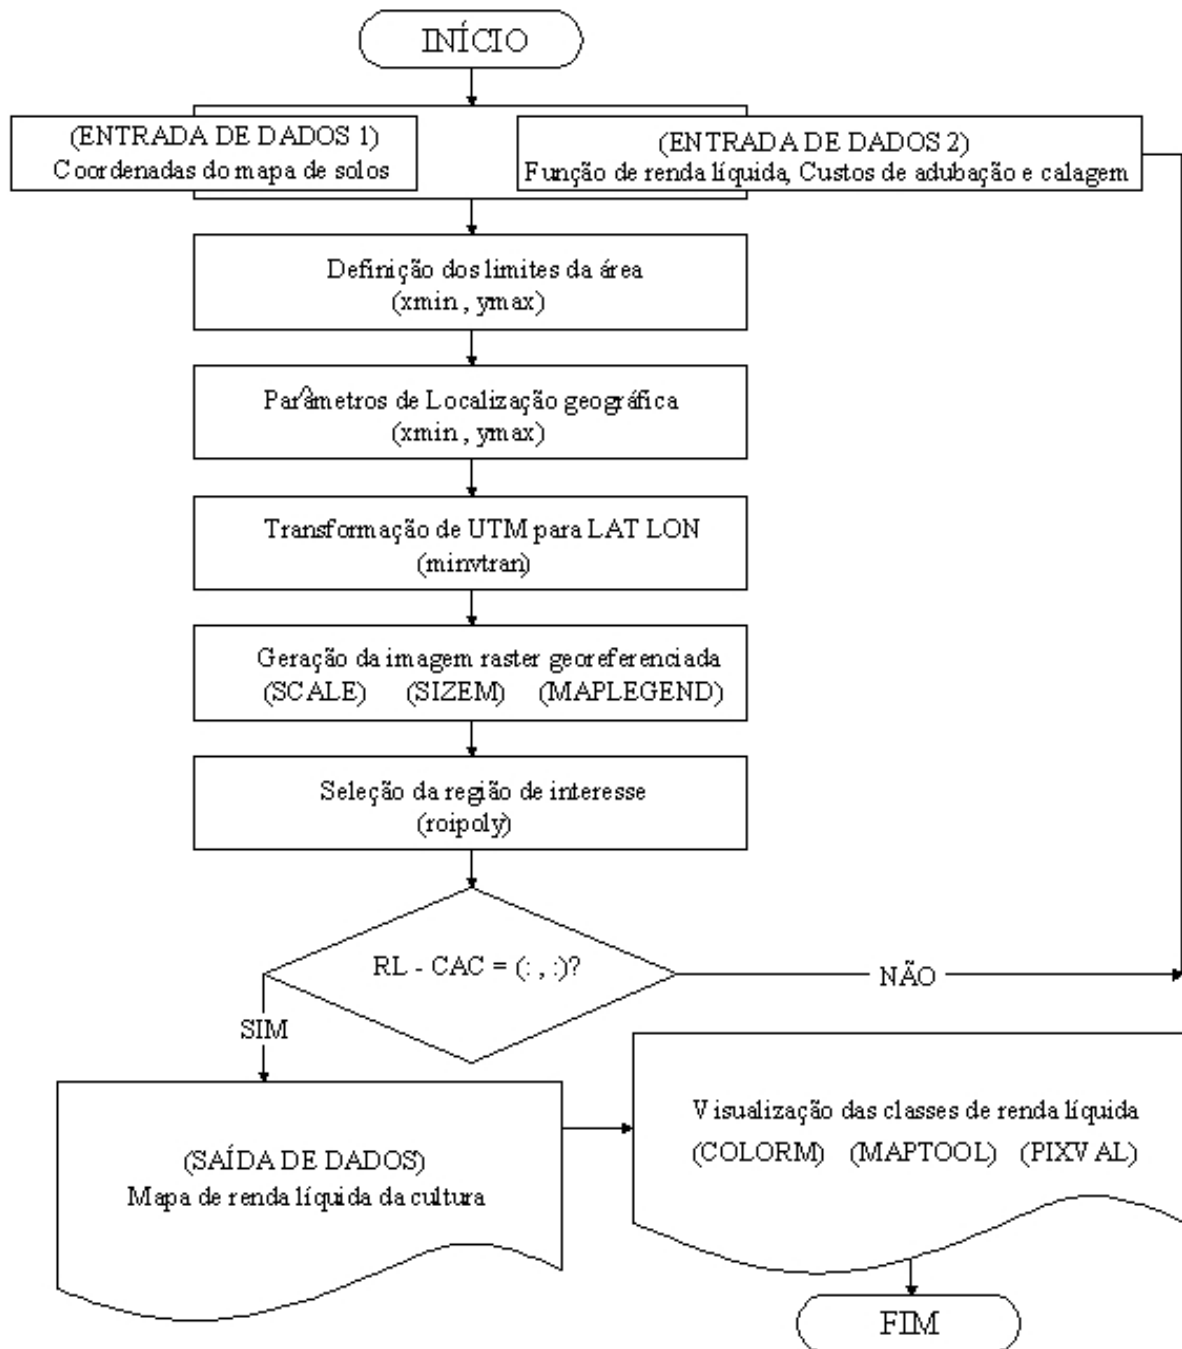 INÍCIO
(ENTRADA DE DADOS 1)
Coordenadas do mapa de solos
(ENTRADA DE DADOS 2)
Função de renda líquida, Custos de adubação e calagem
Definição dos limites da área
(xmin , ymax)
Parâmetros de Localização geográfica
(xmin , ymax)
Transformação de UTM para LAT LON
(minvtran)
Geração da imagem raster georeferenciada
(SCALE) (SIZEM) (MAPLEGEND)
Seleção da região de interesse
(roipoly)
RL - CAC = (: , :)?
NÃO
SIM
(SAÍDA DE DADOS)
Mapa de renda líquida da cultura
Visualização das classes de renda líquida
(COLORM) (MAPTOOL) (PIXVAL)
FIM